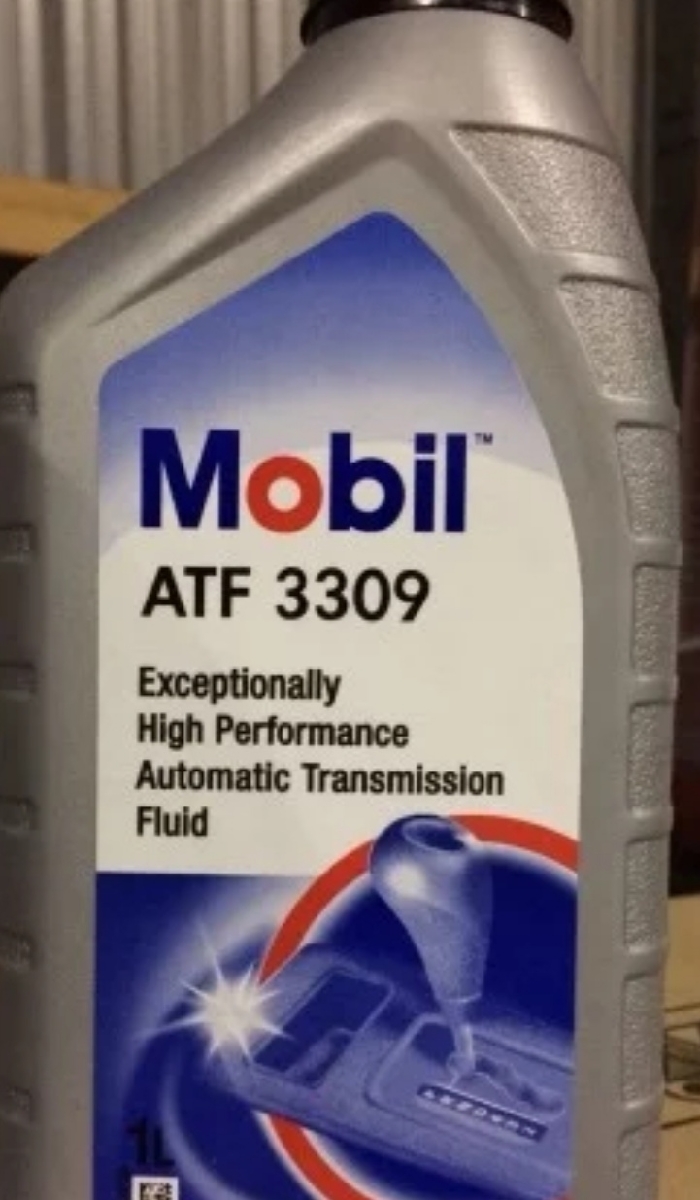 Mobil™
ATF 3309
Exceptionally
High Performance
Automatic Transmission
Fluid
1L